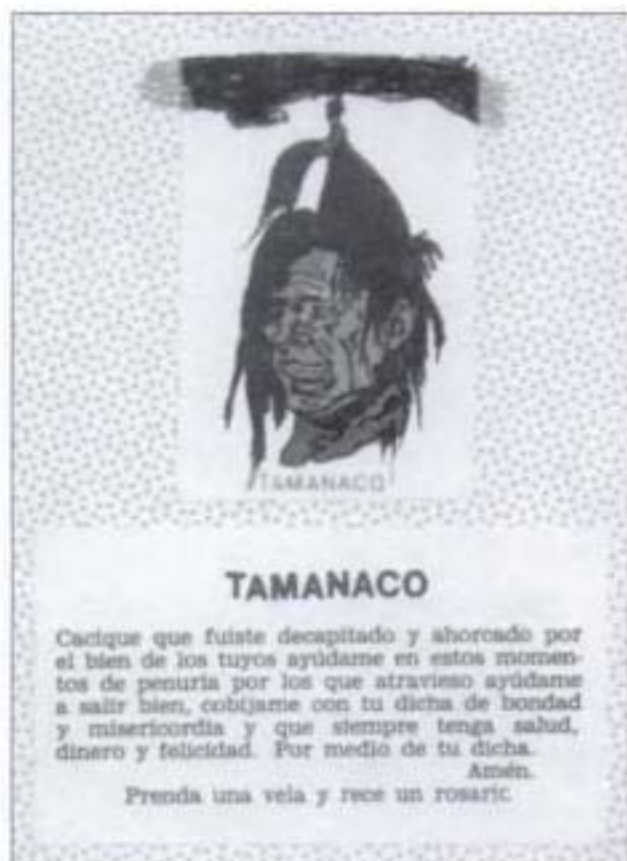 TAMANACO
TAMANACO
Cacique que fuiste decapitado y ahorcado por
el bien de los tuyos ayúdame en estos momen-
tos de penuria por los que atravieso ayúdame
a salir bien, cobíjame con tu dicha de bondad
y misericordia y que siempre tenga salud,
dinero y felicidad. Por medio de tu dicha.
Amén.
Prenda una vela y rece un rosaric